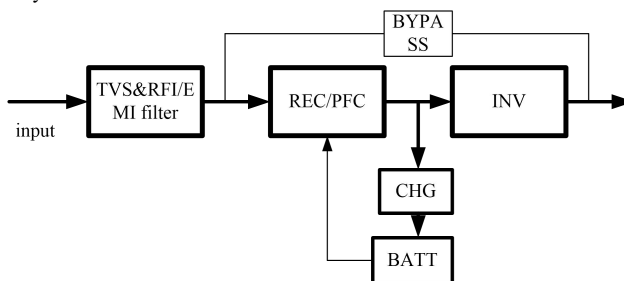 BYPA
SS
TVS&RFI/E
MI filter
REC/PFC
INV
input
CHG
BATT